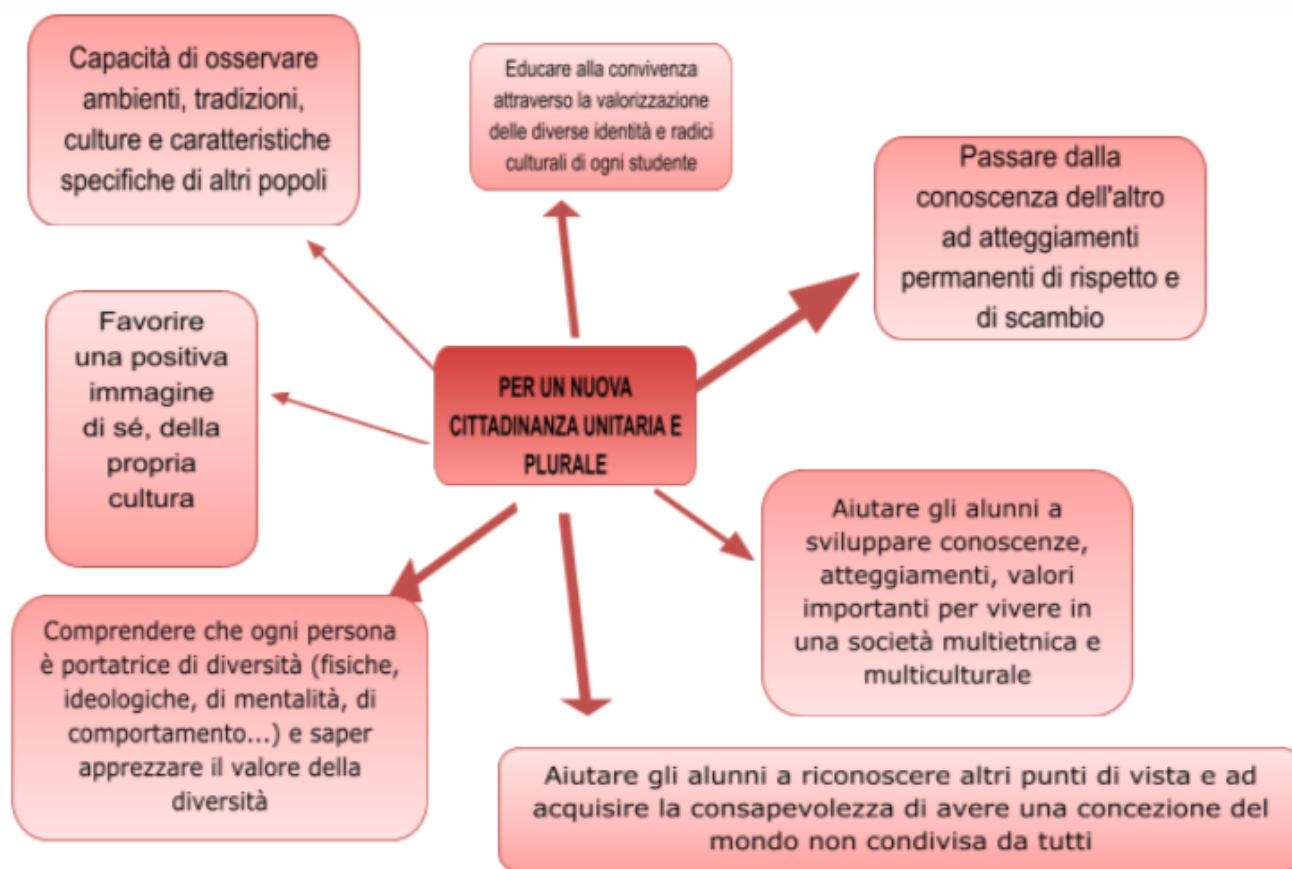 Capacità di osservare
ambienti, tradizioni,
culture e caratteristiche
specifiche di altri popoli
Educare alla convivenza
attraverso la valorizzazione
delle diverse identità e radici
culturali di ogni studente
Passare dalla
conoscenza dell'altro
ad atteggiamenti
permanenti di rispetto e
di scambio
Favorire
una positiva
immagine
di sé, della
propria
cultura
PER UN NUOVA
CITTADINANZA UNITARIA E
PLURALE
Aiutare gli alunni a
sviluppare conoscenze,
atteggiamenti, valori
importanti per vivere in
una società multietnica e
multiculturale
Comprendere che ogni persona
è portatrice di diversità (fisiche,
ideologiche, di mentalità, di
comportamento...) e saper
apprezzare il valore della
diversità
Aiutare gli alunni a riconoscere altri punti di vista e ad
acquisire la consapevolezza di avere una concezione del
mondo non condivisa da tutti